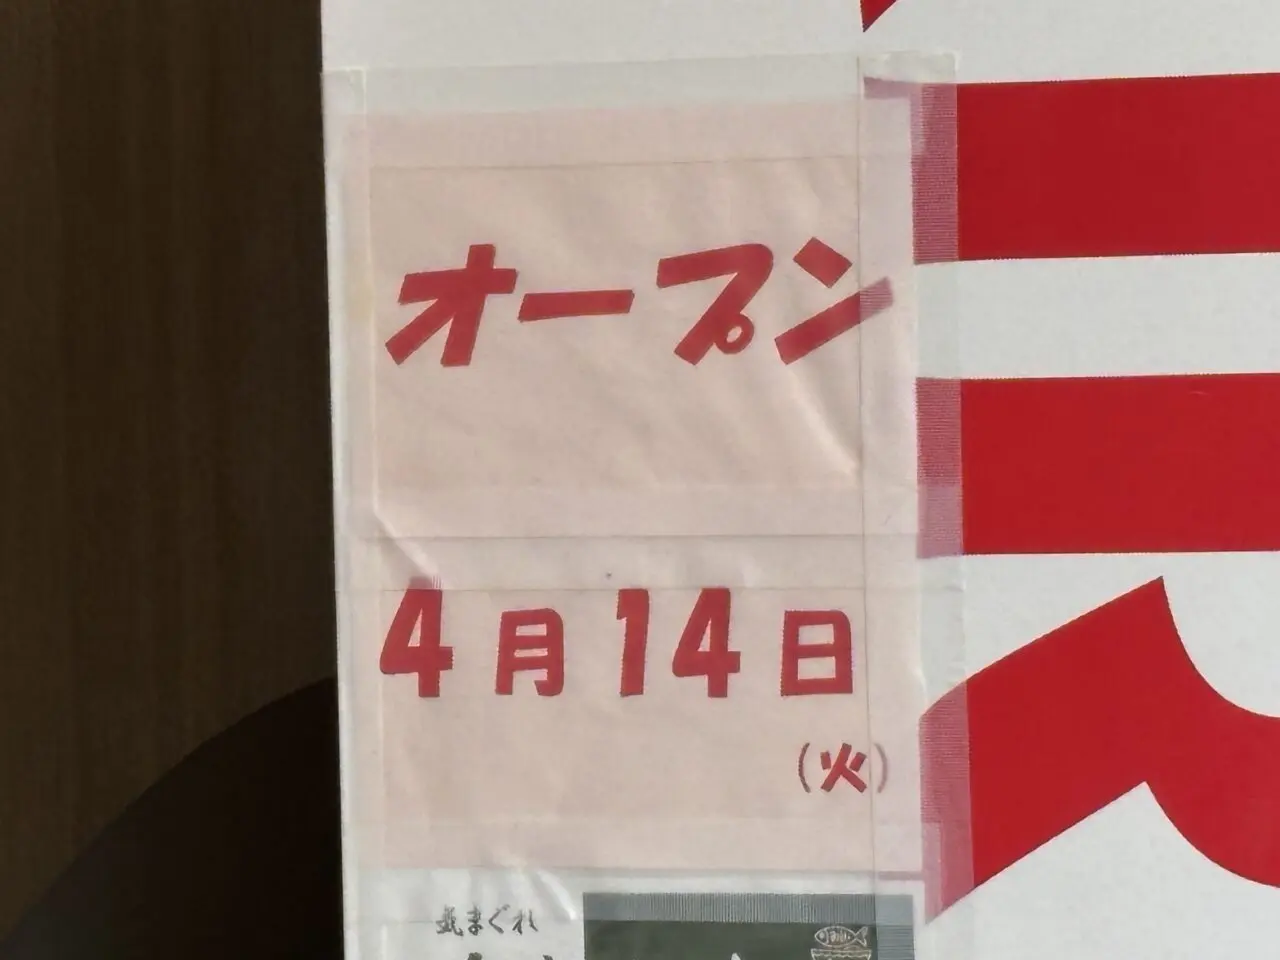 オープン
4月14日
(火)
気まぐれ